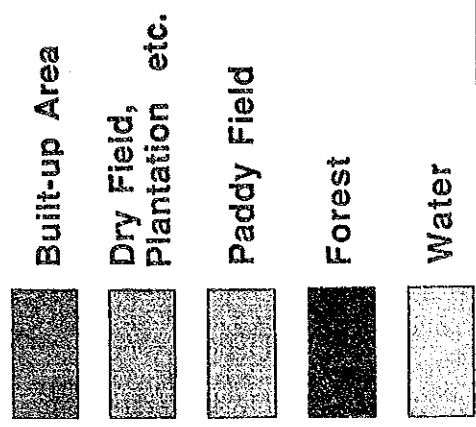 Built-up Area
Dry Field,
Plantation etc.
Paddy Field
Forest
Water